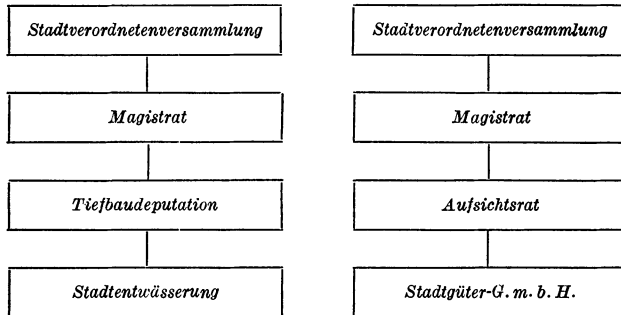 Stadtverordnetenversammlung
Magistrat
Tiefbaudeputation
Stadtentwässerung
Stadtverordnetenversammlung
Magistrat
Aufsichtsrat
Stadtgüter-G. m. b. H.